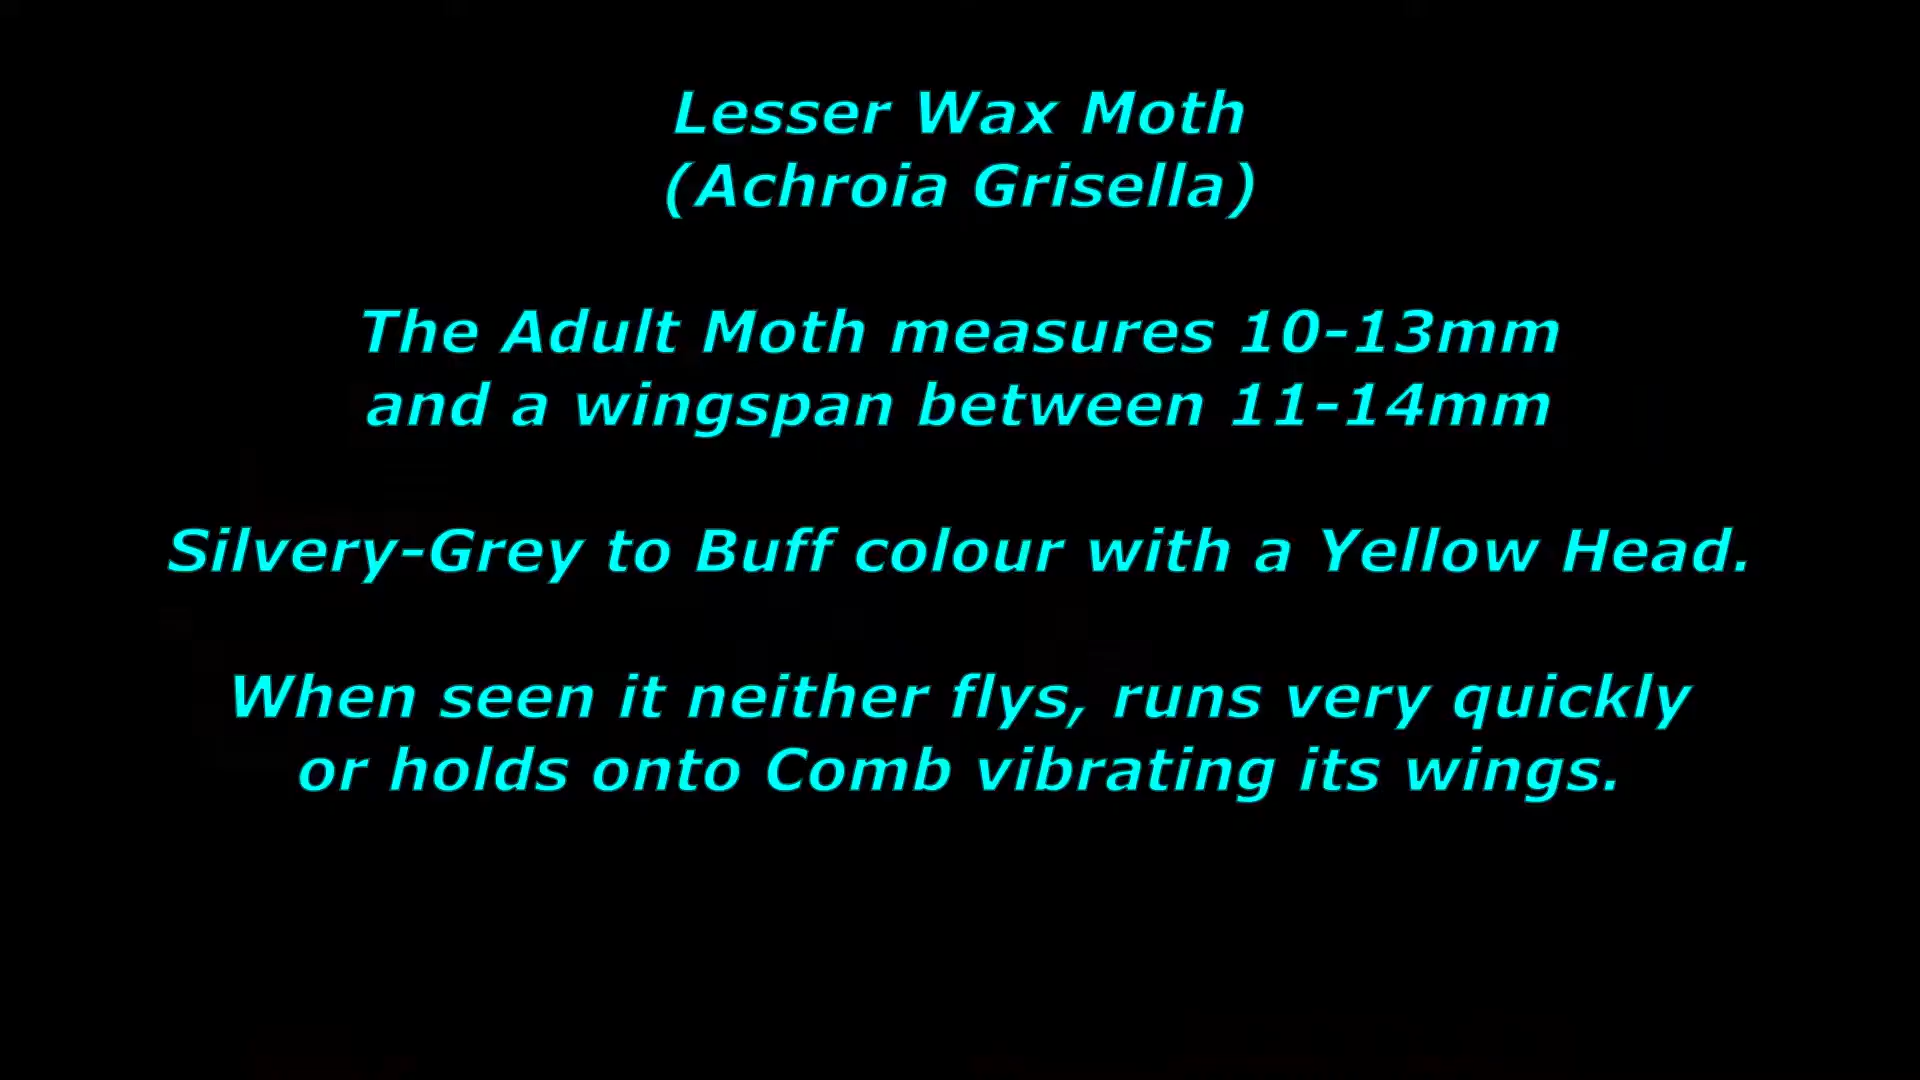 Lesser Wax Moth
(Achroia Grisella)
The Adult Moth measures 10-13mm
and a wingspan between 11-14mm
Silvery-Grey to Buff colour with a Yellow Head.
When seen it neither flys, runs very quickly
or holds onto Comb vibrating its wings.